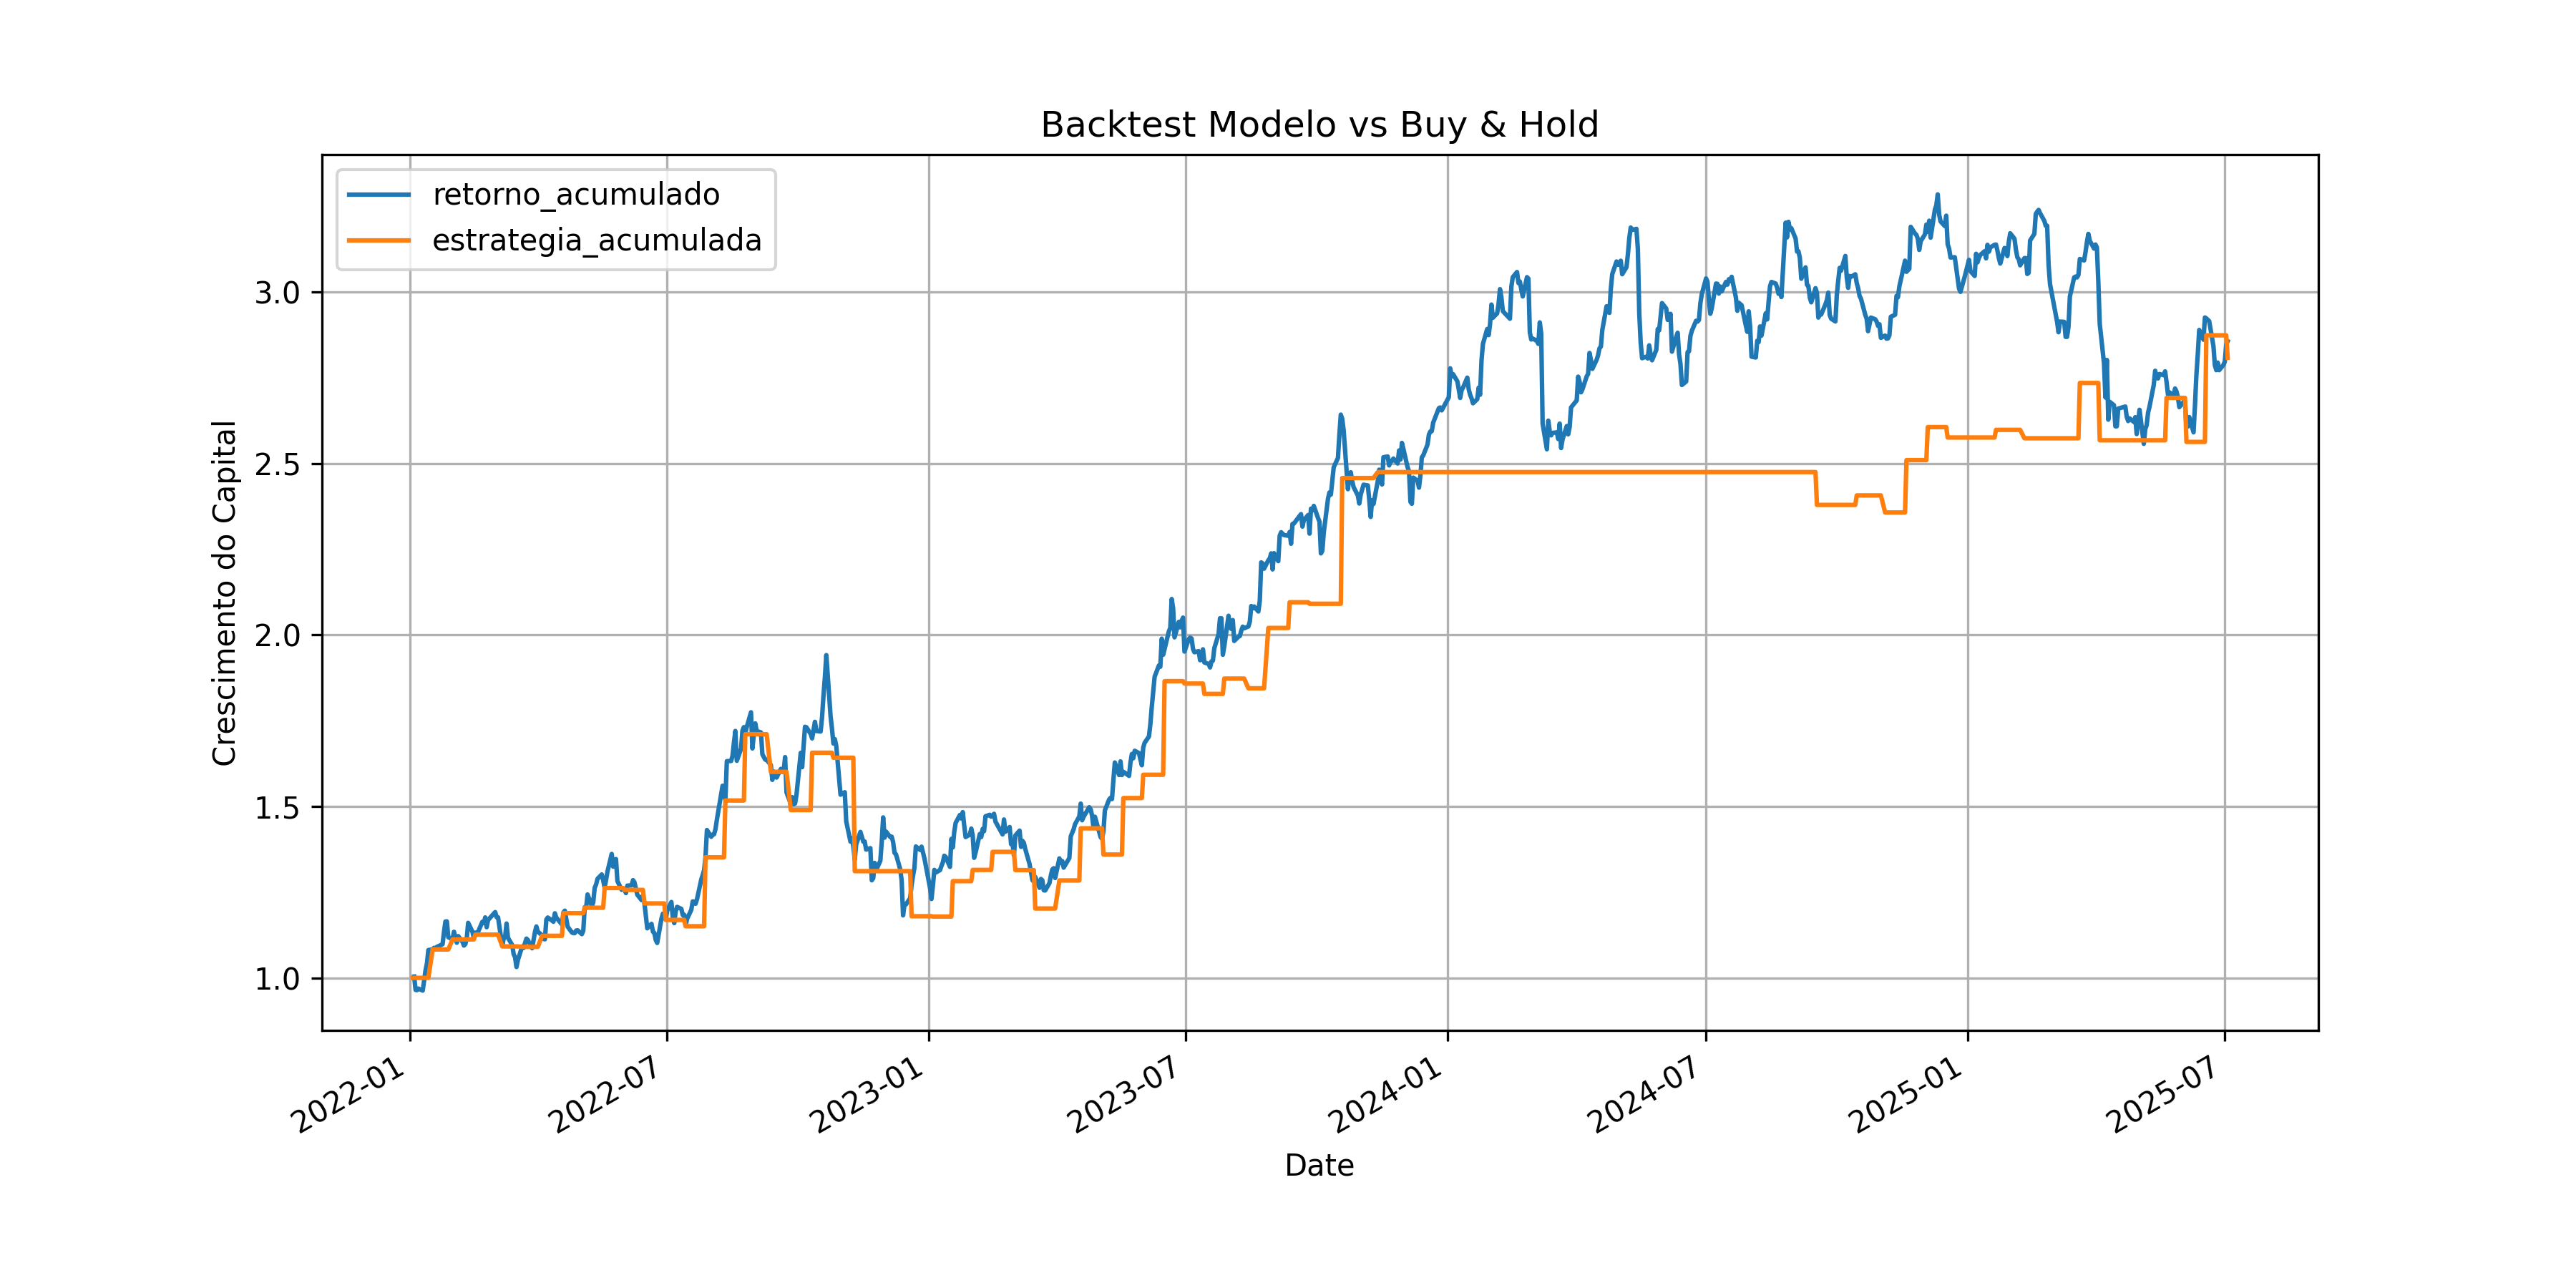 Backtest Modelo vs Buy & Hold
retorno_acumulado
estrategia_acumulada
Crescimento do Capital
3.0
2.5
2.0
1.5
1.0
2022-01
2022-07
2023-01
2023-07
2024-01
2024-07
2025-01
2025-07
Date